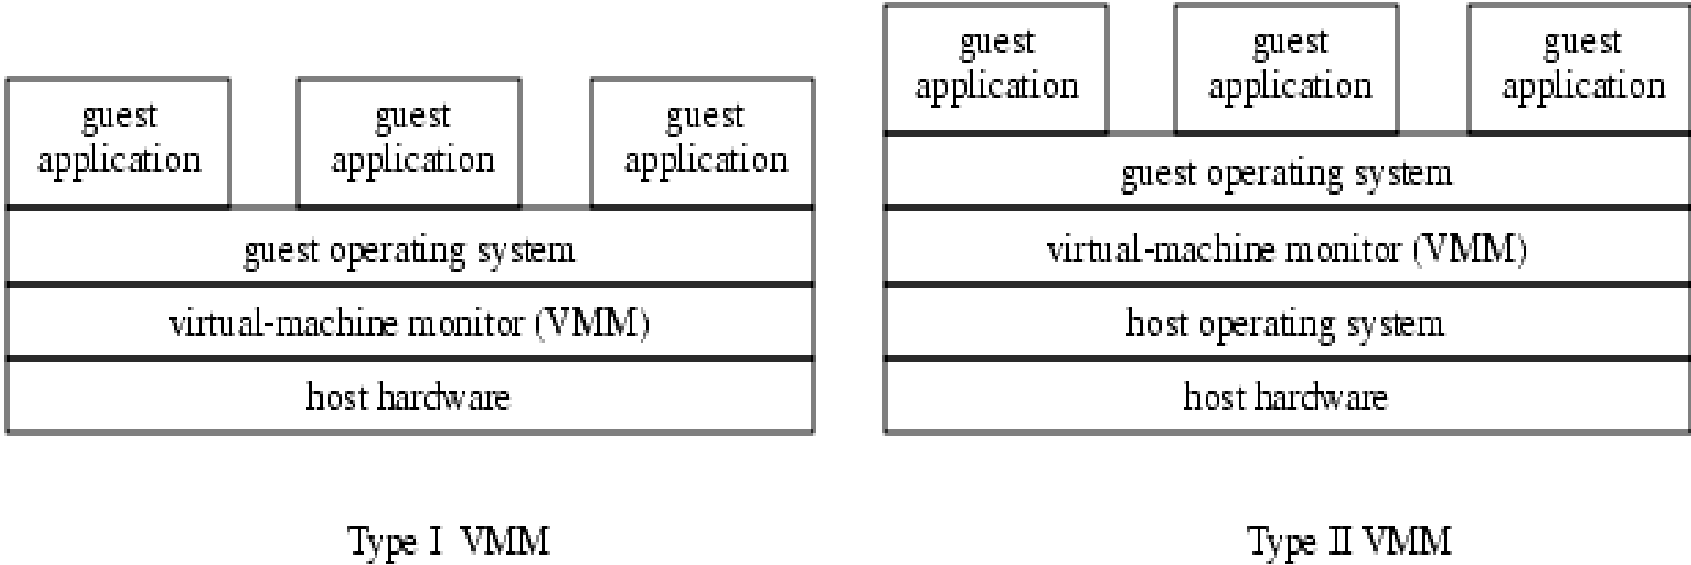 guest
application
guest
application
guest
application
guest operating system
virtual-machine monitor (VMM)
host hardware
Type I VMM
guest
application
guest
application
guest
application
guest operating system
virtual-machine monitor (VMM)
host operating system
host hardware
Type II VMM